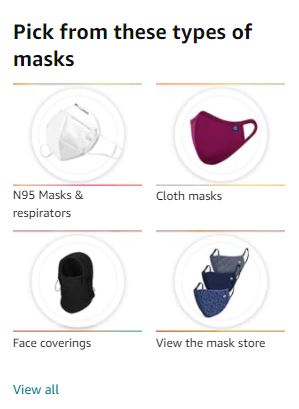 Pick from these types of
masks
N95 Masks &
respirators
Cloth masks
Face coverings
View the mask store
View all